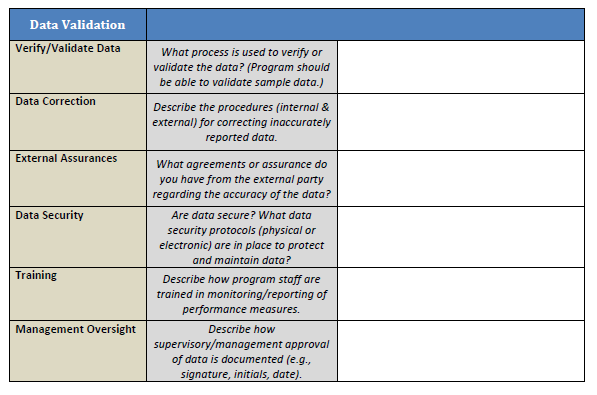 Data Validation
Verify/Validate Data
What process is used to verify or
validate the data? (Program should
be able to validate sample data.)
Data Correction
Describe the procedures (internal &
external) for correcting inaccurately
reported data.
External Assurances
What agreements or assurance do
you have from the external party
regarding the accuracy of the data?
Data Security
Are data secure? What data
security protocols (physical or
electronic) are in place to protect
and maintain data?
Training
Describe how program staff are
trained in monitoring/reporting of
performance measures.
Management Oversight
Describe how
supervisory/management approval
of data is documented (e.g.,
signature, initials, date).